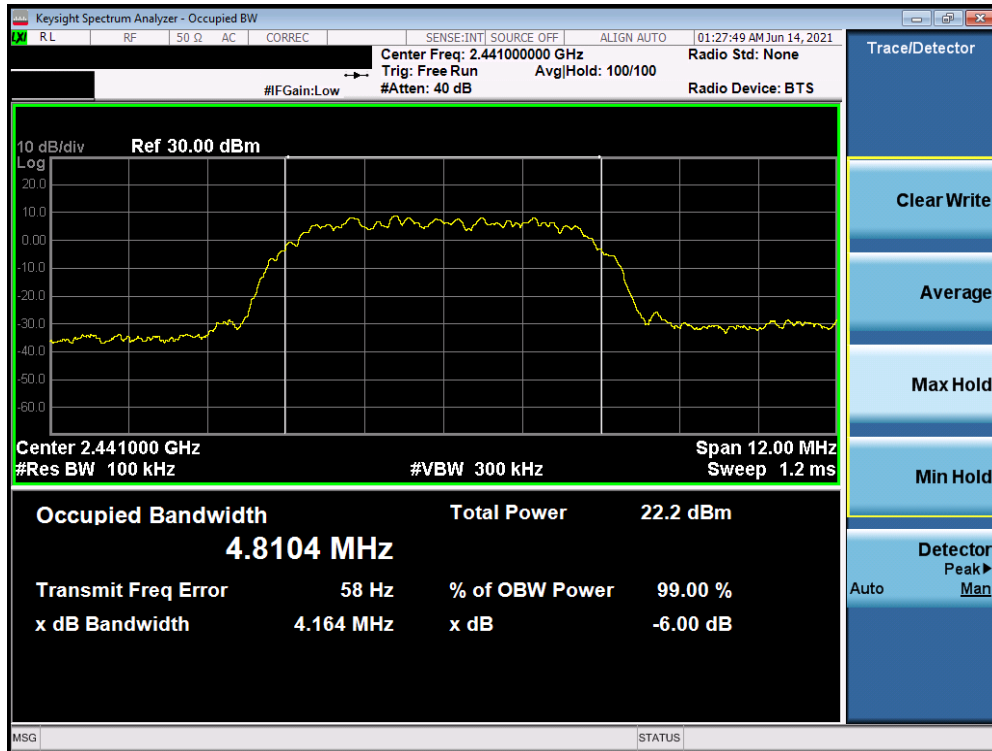 Keysight Spectrum Analyzer - Occupied BW
LXI RL RF 50 Ω AC CORREC SENSE:INT SOURCE OFF ALIGN AUTO 01:27:49 AM Jun 14, 2021
Center Freq: 2.441000000 GHz Radio Std: None
Trig: Free Run Avg|Hold: 100/100
#IFGain:Low #Atten: 40 dB Radio Device: BTS
10 dB/div Ref 30.00 dBm
Log
20.0
10.0
0.00
-10.0
-20.0
-30.0
-40.0
-50.0
-60.0
Center 2.441000 GHz Span 12.00 MHz
#Res BW 100 kHz #VBW 300 kHz Sweep 1.2 ms
Occupied Bandwidth Total Power 22.2 dBm
4.8104 MHz
Transmit Freq Error 58 Hz % of OBW Power 99.00 %
x dB Bandwidth 4.164 MHz x dB -6.00 dB
Trace/Detector
Clear Write
Average
Max Hold
Min Hold
Detector
Peak▶
Auto Man
MSG STATUS